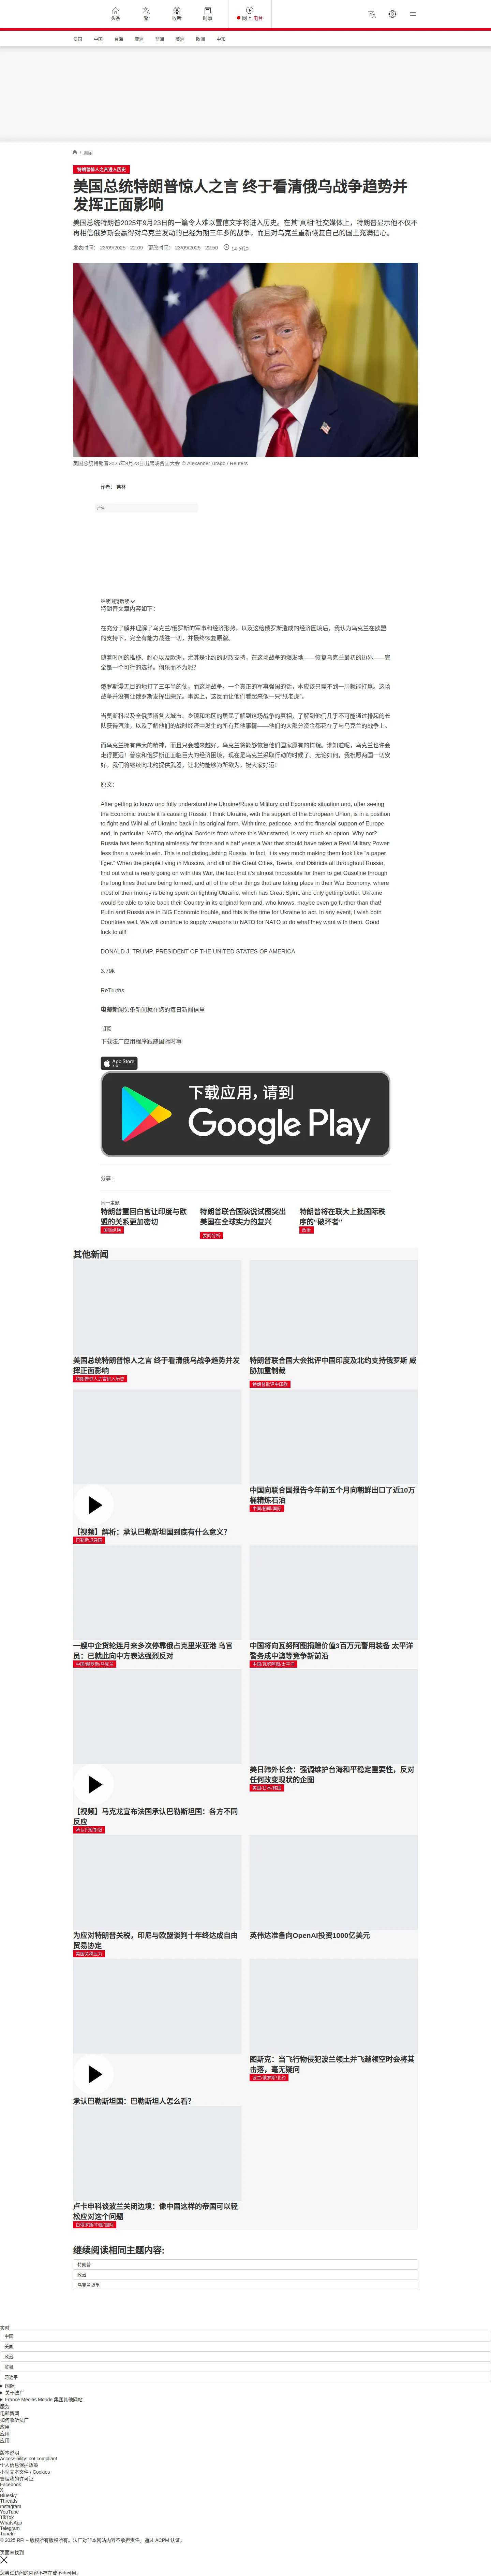 头条
繁
收听
时事
网上 电台
法国
中国
台海
亚洲
非洲
美洲
欧洲
中东
/ 国际
特朗普惊人之言进入历史
美国总统特朗普惊人之言 终于看清俄乌战争趋势并
发挥正面影响
美国总统特朗普2025年9月23日的一篇令人难以置信文字将进入历史。在其”真相“社交媒体上，特朗普显示他不仅不
再相信俄罗斯会赢得对乌克兰发动的已经为期三年多的战争，而且对乌克兰重新恢复自己的国土充满信心。
发表时间： 23/09/2025 - 22:09 更改时间： 23/09/2025 - 22:50 14 分钟
美国总统特朗普2025年9月23日出席联合国大会 © Alexander Drago / Reuters
作者： 弗林
广告
继续浏览后续
特朗普文章内容如下：
在充分了解并理解了乌克兰/俄罗斯的军事和经济形势，以及这给俄罗斯造成的经济困境后，我认为乌克兰在欧盟
的支持下，完全有能力战胜一切，并最终恢复原貌。
随着时间的推移、耐心以及欧洲，尤其是北约的财政支持，在这场战争的爆发地——恢复乌克兰最初的边界——完
全是一个可行的选择。何乐而不为呢？
俄罗斯漫无目的地打了三年半的仗，而这场战争，一个真正的军事强国的话，本应该只需不到一周就能打赢。这场
战争并没有让俄罗斯发挥出荣光。事实上，这反而让他们看起来像一只“纸老虎”。
当莫斯科以及全俄罗斯各大城市、乡镇和地区的居民了解到这场战争的真相，了解到他们几乎不可能通过排起的长
队获得汽油，以及了解他们的战时经济中发生的所有其他事情——他们的大部分资金都花在了与乌克兰的战争上。
而乌克兰拥有伟大的精神，而且只会越来越好。乌克兰将能够恢复他们国家原有的样貌。谁知道呢，乌克兰也许会
走得更远！普京和俄罗斯正面临巨大的经济困境，现在是乌克兰采取行动的时候了。无论如何，我祝愿两国一切安
好。我们将继续向北约提供武器，让北约能够为所欲为。祝大家好运！
原文：
After getting to know and fully understand the Ukraine/Russia Military and Economic situation and, after seeing
the Economic trouble it is causing Russia, I think Ukraine, with the support of the European Union, is in a position
to fight and WIN all of Ukraine back in its original form. With time, patience, and the financial support of Europe
and, in particular, NATO, the original Borders from where this War started, is very much an option. Why not?
Russia has been fighting aimlessly for three and a half years a War that should have taken a Real Military Power
less than a week to win. This is not distinguishing Russia. In fact, it is very much making them look like “a paper
tiger.” When the people living in Moscow, and all of the Great Cities, Towns, and Districts all throughout Russia,
find out what is really going on with this War, the fact that it’s almost impossible for them to get Gasoline through
the long lines that are being formed, and all of the other things that are taking place in their War Economy, where
most of their money is being spent on fighting Ukraine, which has Great Spirit, and only getting better, Ukraine
would be able to take back their Country in its original form and, who knows, maybe even go further than that!
Putin and Russia are in BIG Economic trouble, and this is the time for Ukraine to act. In any event, I wish both
Countries well. We will continue to supply weapons to NATO for NATO to do what they want with them. Good
luck to all!
DONALD J. TRUMP, PRESIDENT OF THE UNITED STATES OF AMERICA
3.79k
ReTruths
电邮新闻头条新闻就在您的每日新闻信里
订阅
下载法广应用程序跟踪国际时事
App Store
下载
下载应用，请到
Google Play
分享 :
同一主题
特朗普重回白宫让印度与欧
盟的关系更加密切
国际纵横
特朗普联合国演说试图突出
美国在全球实力的复兴
要闻分析
特朗普将在联大上批国际秩
序的“破坏者”
政治
其他新闻
美国总统特朗普惊人之言 终于看清俄乌战争趋势并发
挥正面影响
特朗普惊人之言进入历史
特朗普联合国大会批评中国印度及北约支持俄罗斯 威
胁加重制裁
特朗普批评中印欧
【视频】解析：承认巴勒斯坦国到底有什么意义？
巴勒斯坦建国
中国向联合国报告今年前五个月向朝鲜出口了近10万
桶精炼石油
中国/朝鲜/国际
一艘中企货轮连月来多次停靠俄占克里米亚港 乌官
员：已就此向中方表达强烈反对
中国/俄罗斯/乌克兰
中国将向瓦努阿图捐赠价值3百万元警用装备 太平洋
警务成中澳等竞争新前沿
中国/瓦努阿图/太平洋
【视频】马克龙宣布法国承认巴勒斯坦国：各方不同
反应
承认巴勒斯坦
美日韩外长会：强调维护台海和平稳定重要性，反对
任何改变现状的企图
美国/日本/韩国
为应对特朗普关税，印尼与欧盟谈判十年终达成自由
贸易协定
美国关税压力
英伟达准备向OpenAI投资1000亿美元
承认巴勒斯坦国：巴勒斯坦人怎么看？
图斯克：当飞行物侵犯波兰领土并飞越领空时会将其
击落，毫无疑问
波兰/俄罗斯/北约
卢卡申科谈波兰关闭边境：像中国这样的帝国可以轻
松应对这个问题
白俄罗斯/中国/国际
继续阅读相同主题内容:
特朗普
政治
乌克兰战争
实时
中国
美国
政治
贸易
习近平
国际
关于法广
France Médias Monde 集团其他网站
服务
电邮新闻
如何收听法广
应用
应用
应用
版本说明
Accessibility: not compliant
个人信息保护政策
小型文本文件 / Cookies
管理我的许可证
Facebook
X
Bluesky
Threads
Instagram
YouTube
TikTok
WhatsApp
Telegram
TuneIn
© 2025 RFI – 版权所有版权所有。法广对非本网站内容不承担责任。通过 ACPM 认证。
页面未找到
您尝试访问的内容不存在或不再可用。